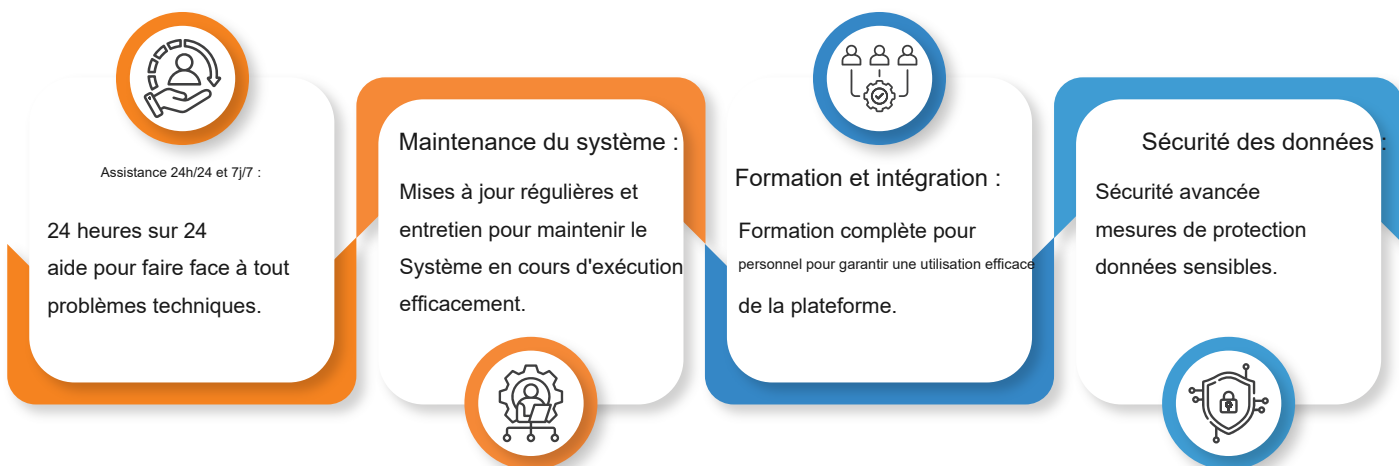 Assistance 24h/24 et 7j/7 :
24 heures sur 24
aide pour faire face à tout
problèmes techniques.
Maintenance du système :
Mises à jour régulières et
entretien pour maintenir le
Système en cours d'exécution
efficacement.
Formation et intégration :
Formation complète pour
personnel pour garantir une utilisation efficace
de la plateforme.
Sécurité des données :
Sécurité avancée
mesures de protection
données sensibles.